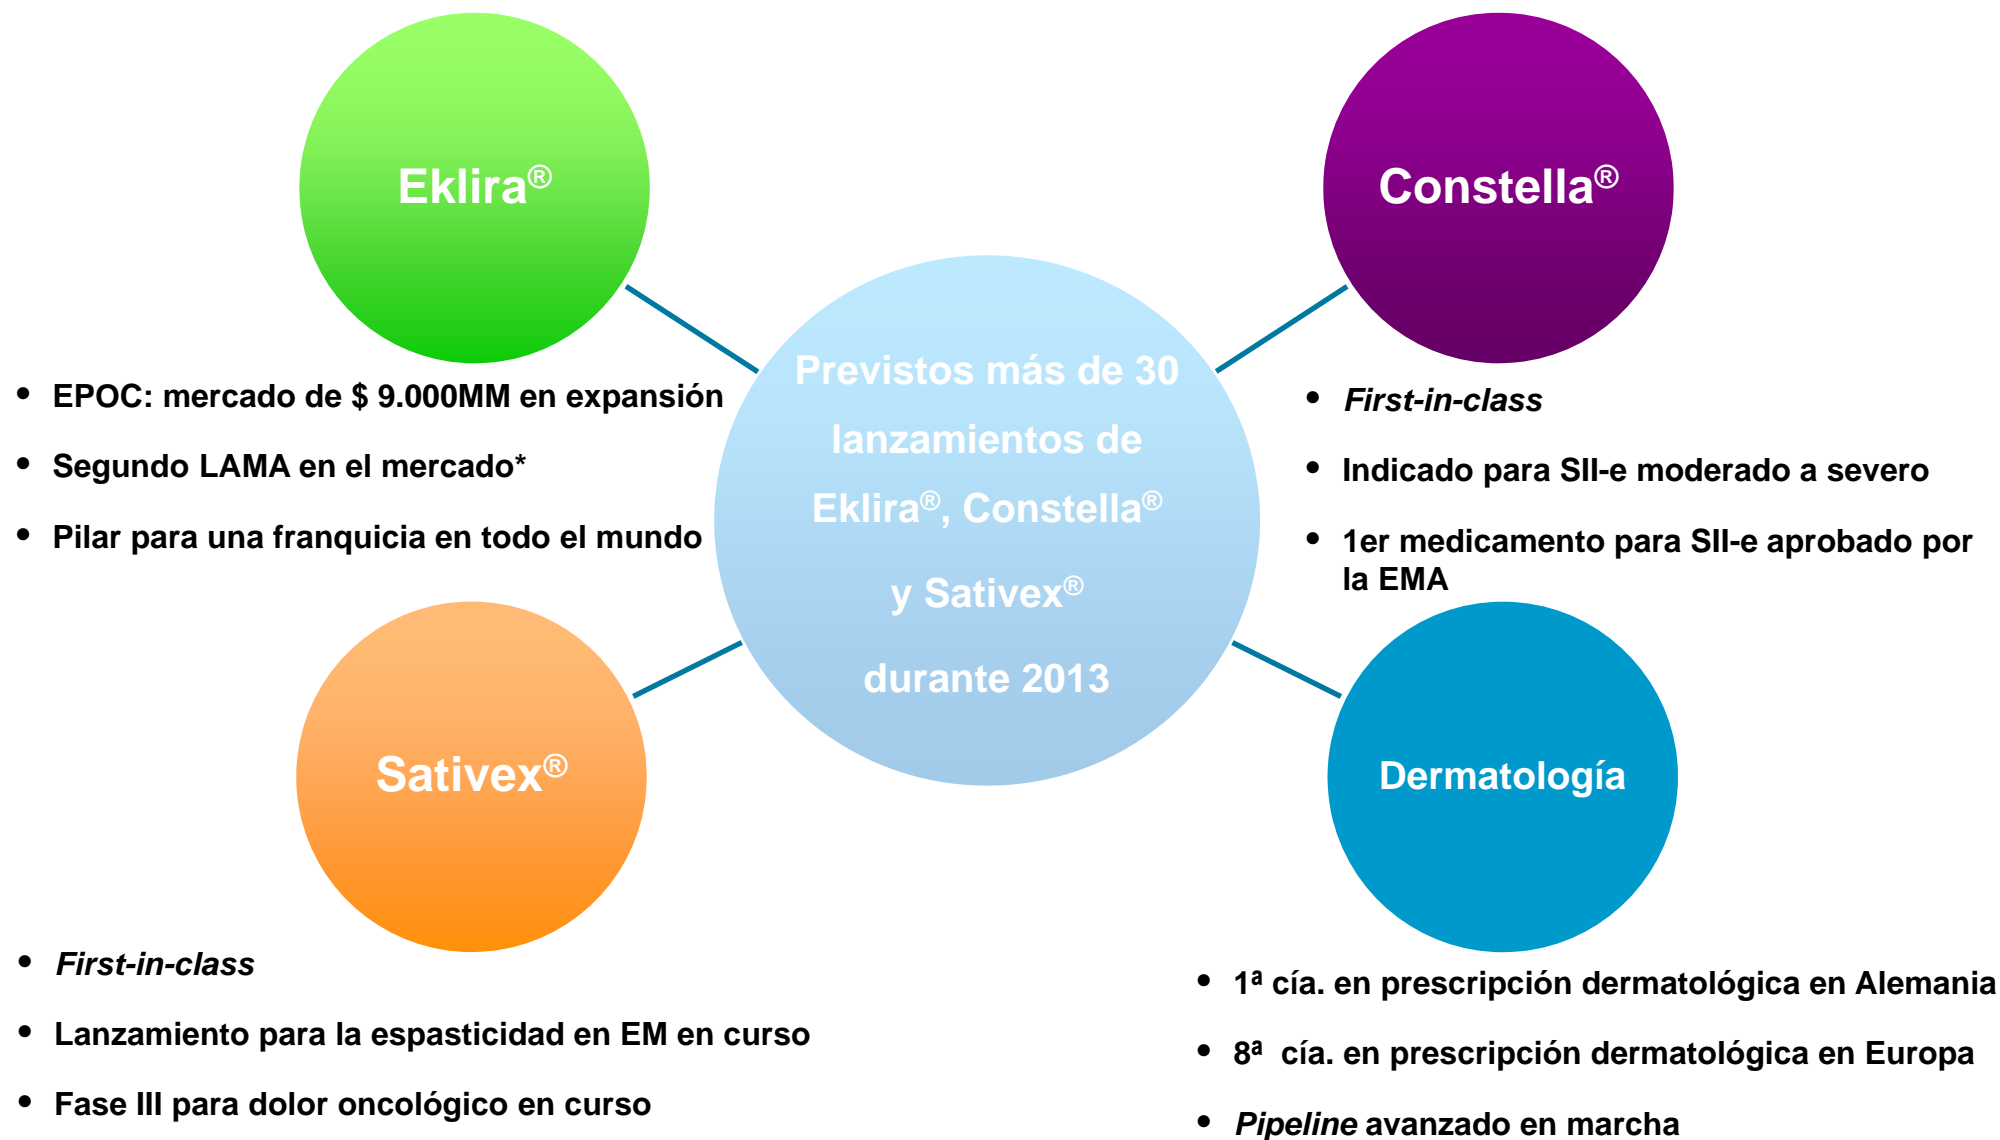 Eklira®
• EPOC: mercado de $ 9.000MM en expansión
• Segundo LAMA en el mercado*
• Pilar para una franquicia en todo el mundo
Constella®
• First-in-class
• Indicado para SII-e moderado a severo
• 1er medicamento para SII-e aprobado por
la EMA
Previstos más de 30
lanzamientos de
Eklira®, Constella®
y Sativex®
durante 2013
Sativex®
• First-in-class
• Lanzamiento para la espasticidad en EM en curso
• Fase III para dolor oncológico en curso
Dermatología
• 1ª cía. en prescripción dermatológica en Alemania
• 8ª cía. en prescripción dermatológica en Europa
• Pipeline avanzado en marcha